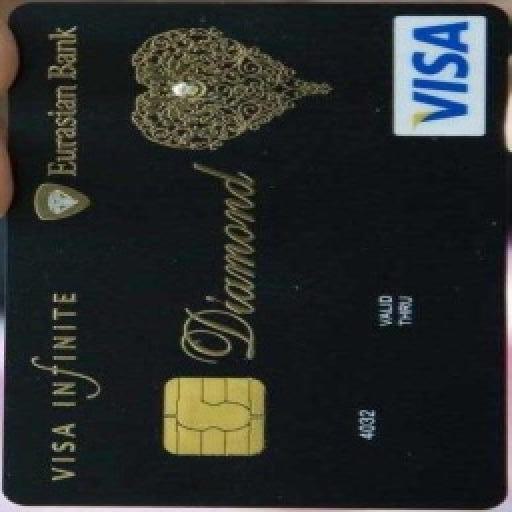 VISA INFINITE
Eurasian Bank
Diamond
4032
VALID
THRU
VISA